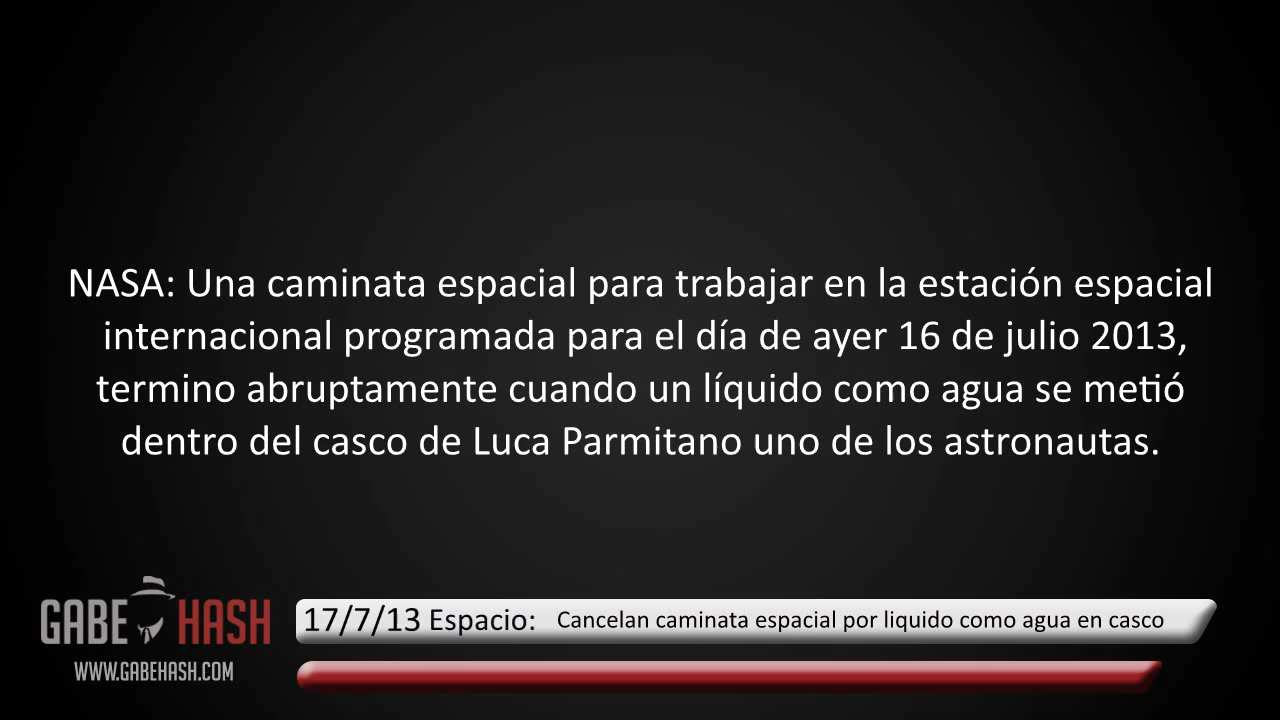 NASA: Una caminata espacial para trabajar en la estación espacial
internacional programada para el día de ayer 16 de julio 2013,
termino abruptamente cuando un líquido como agua se metió
dentro del casco de Luca Parmitano uno de los astronautas.
GABE HASH
WWW.GABEHASH.COM
17/7/13 Espacio: Cancelan caminata espacial por liquido como agua en casco